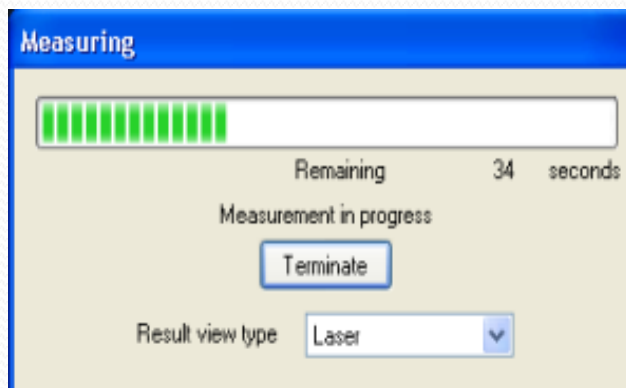 Measuring
Remaining 34 seconds
Measurement in progress
Terminate
Result view type Laser